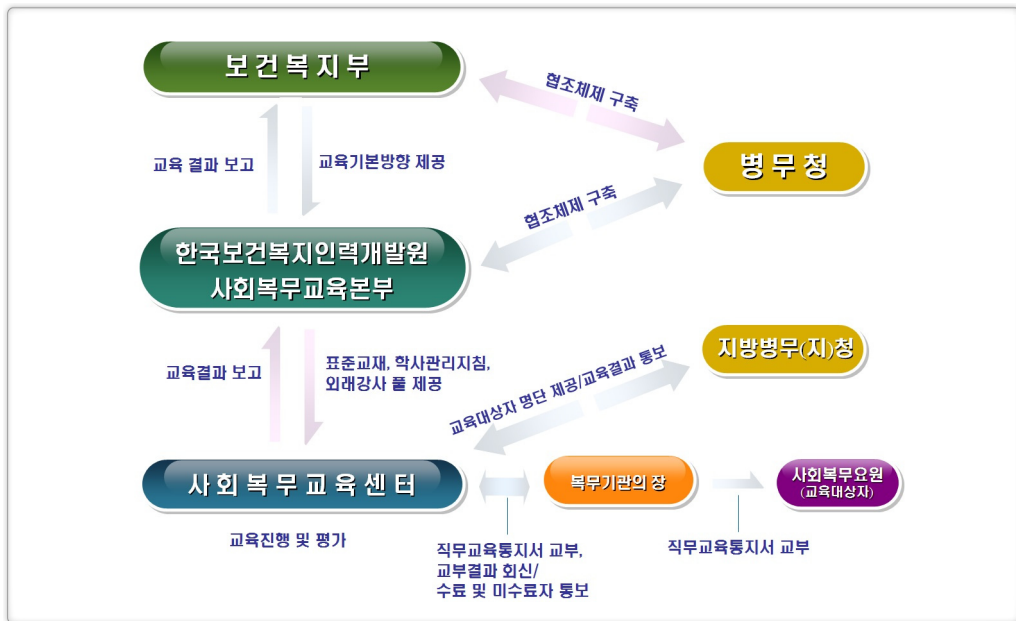 보건복지부
협조체제 구축
교육 결과 보고
교육기본방향 제공
병무청
협조체제 구축
한국보건복지인력개발원
사회복무교육본부
지방병무(지)청
교육결과 보고
표준교재, 학사관리지침,
외래강사 풀 제공
교육대상자 명단 제공/교육결과 통보
사회복무교육센터
복무기관의 장
사회복무요원
(교육대상자)
교육진행 및 평가
직무교육통지서 교부,
교부결과 회신/
수료 및 미수료자 통보
직무교육통지서 교부